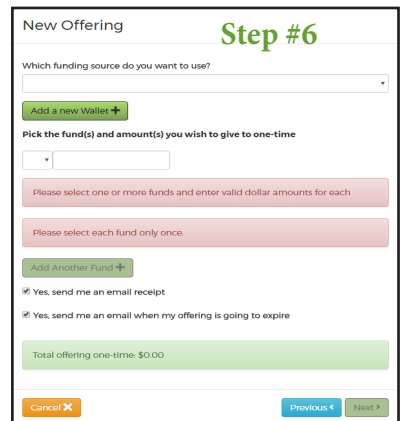 New Offering
Step #6
Which funding source do you want to use?
Add a new Wallet +
Pick the fund(s) and amount(s) you wish to give to one-time
Please select one or more funds and enter valid dollar amounts for each
Please select each fund only once.
Add Another Fund +
Yes, send me an email receipt
Yes, send me an email when my offering is going to expire
Total offering one-time: $0.00
Cancel X
Previous <
Next >